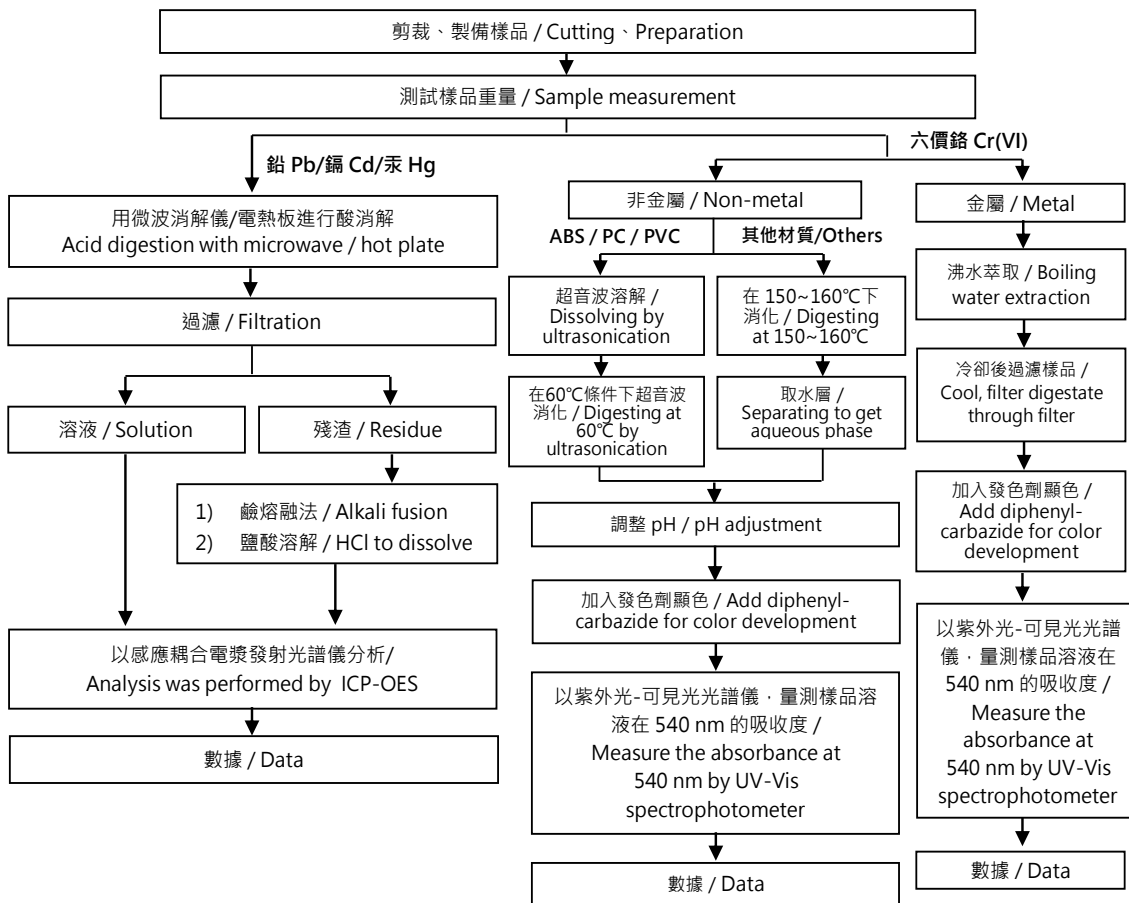 剪裁、製備樣品 / Cutting、Preparation
測試樣品重量 / Sample measurement
鉛 Pb/鎘 Cd/汞 Hg
用微波消解儀/電熱板進行酸消解
Acid digestion with microwave / hot plate
過濾 / Filtration
溶液 / Solution
殘渣 / Residue
1) 鹼熔融法 / Alkali fusion
2) 鹽酸溶解 / HCl to dissolve
以感應耦合電漿發射光譜儀分析/
Analysis was performed by ICP-OES
數據 / Data
六價鉻 Cr(VI)
非金屬 / Non-metal
ABS / PC / PVC
超音波溶解 /
Dissolving by
ultrasonication
在60℃條件下超音波
消化 / Digesting at
60℃ by
ultrasonication
其他材質/Others
在 150~160℃下
消化 / Digesting
at 150~160℃
取水層 /
Separating to get
aqueous phase
調整 pH / pH adjustment
加入發色劑顯色 / Add diphenyl-
carbazide for color development
以紫外光-可見光光譜儀﹐量測樣品溶
液在 540 nm 的吸收度 /
Measure the absorbance at
540 nm by UV-Vis
spectrophotometer
數據 / Data
金屬 / Metal
沸水萃取 / Boiling
water extraction
冷卻後過濾樣品 /
Cool, filter digestate
through filter
加入發色劑顯色 /
Add diphenyl-
carbazide for color
development
以紫外光-可見光光譜
儀﹐量測樣品溶液在
540 nm 的吸收度 /
Measure the
absorbance at
540 nm by UV-Vis
spectrophotometer
數據 / Data